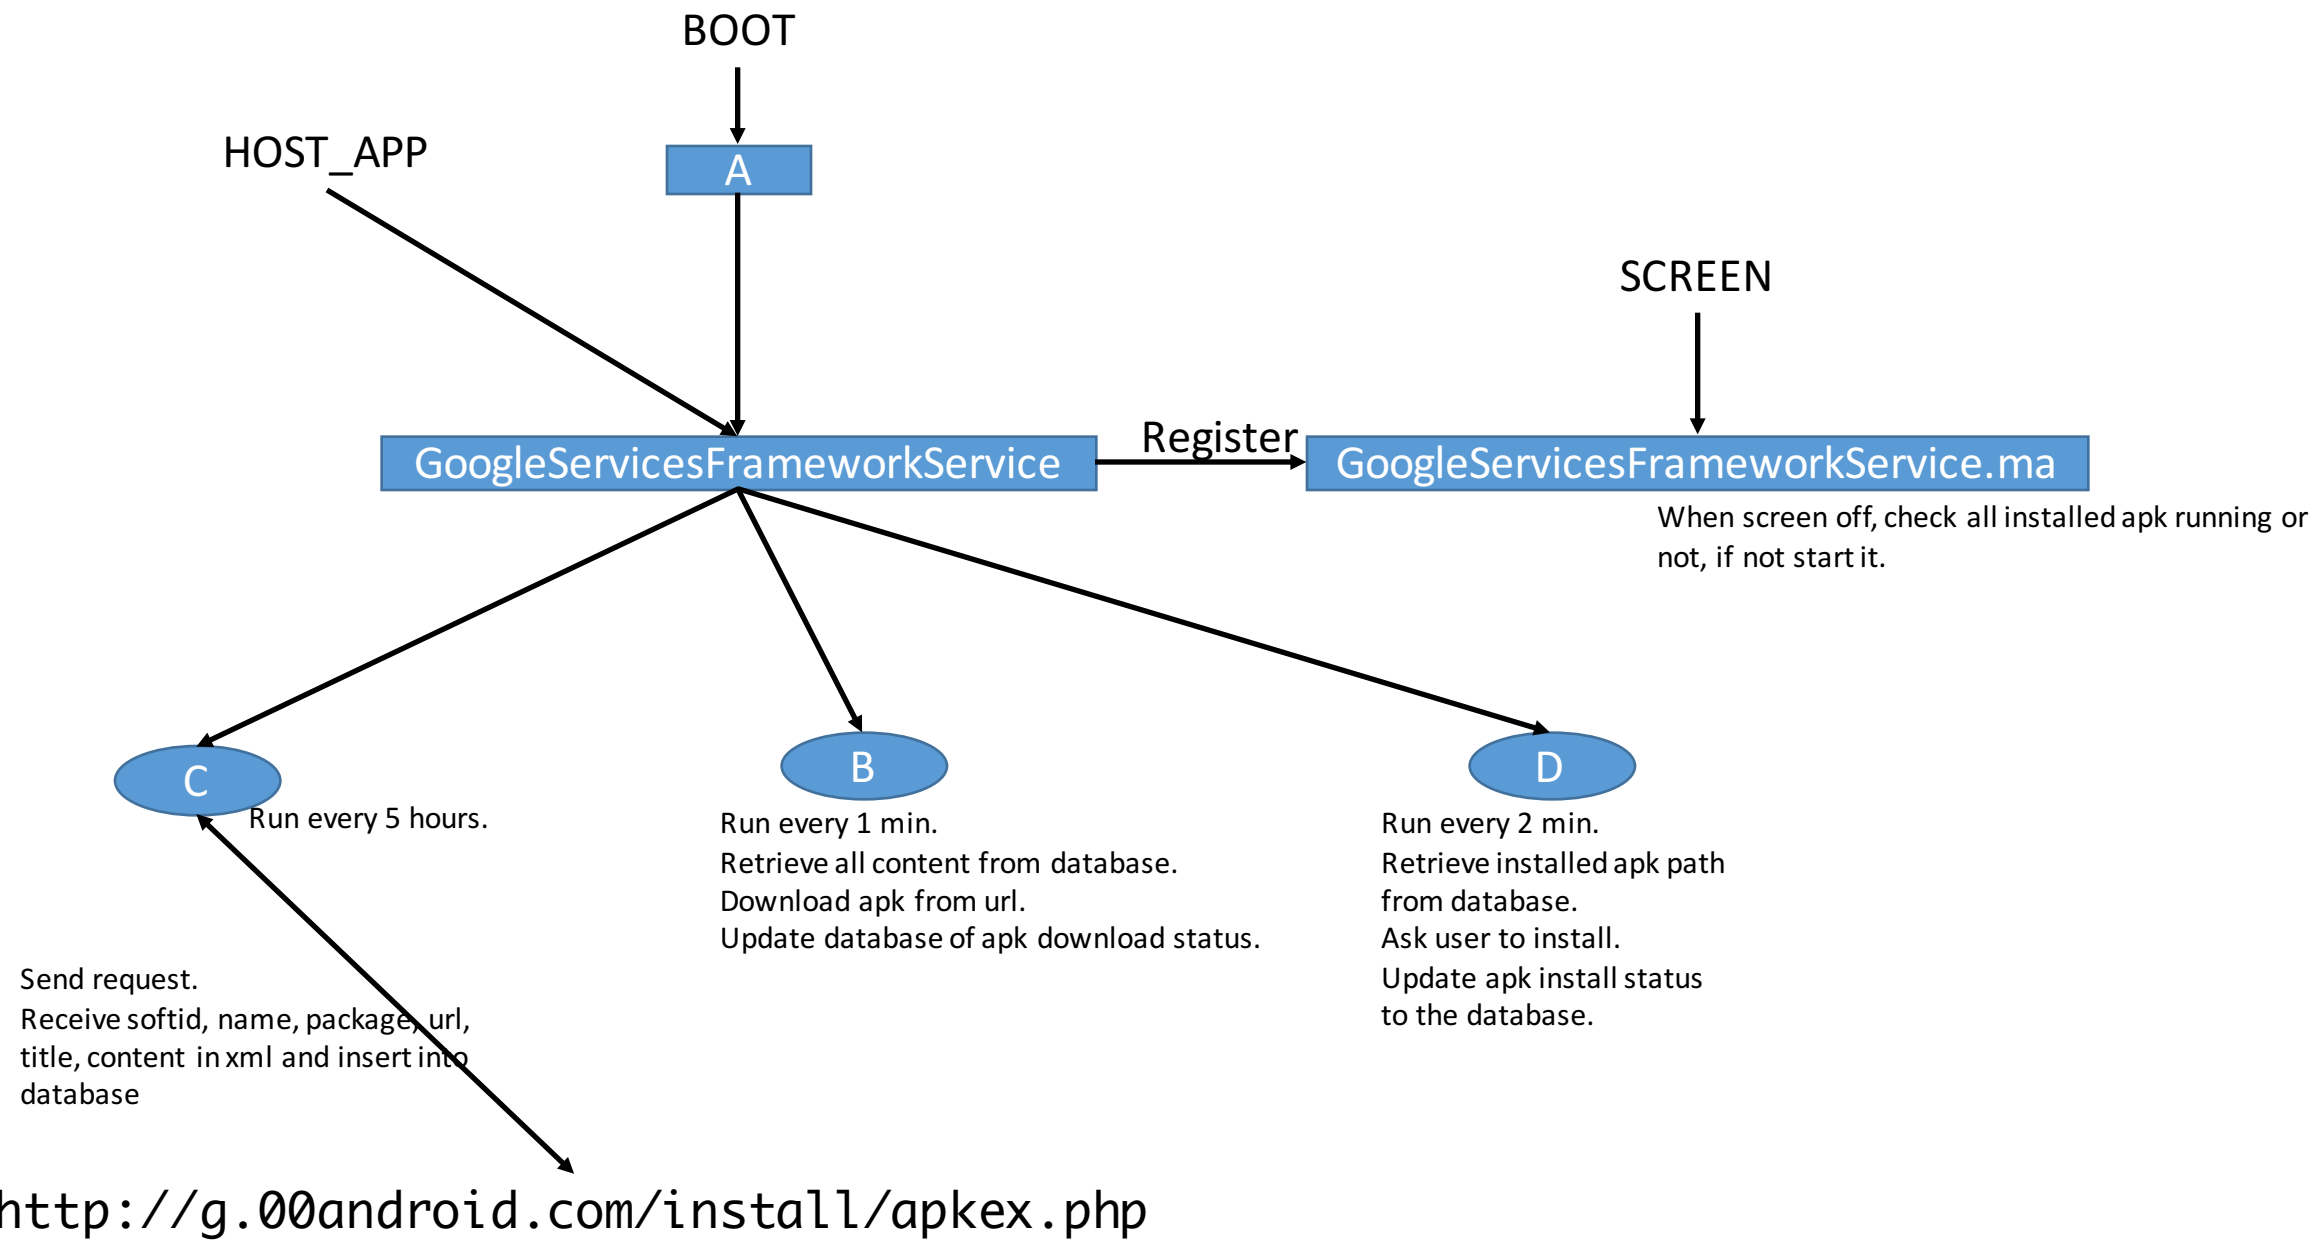 BOOT
HOST_APP
A
SCREEN
Register
GoogleServicesFrameworkService
GoogleServicesFrameworkService.ma
When screen off, check all installed apk running or
not, if not start it.
C
Run every 5 hours.
Send request.
Receive softid, name, package, url,
title, content in xml and insert into
database
B
Run every 1 min.
Retrieve all content from database.
Download apk from url.
Update database of apk download status.
D
Run every 2 min.
Retrieve installed apk path
from database.
Ask user to install.
Update apk install status
to the database.
http://g.00android.com/install/apkex.php